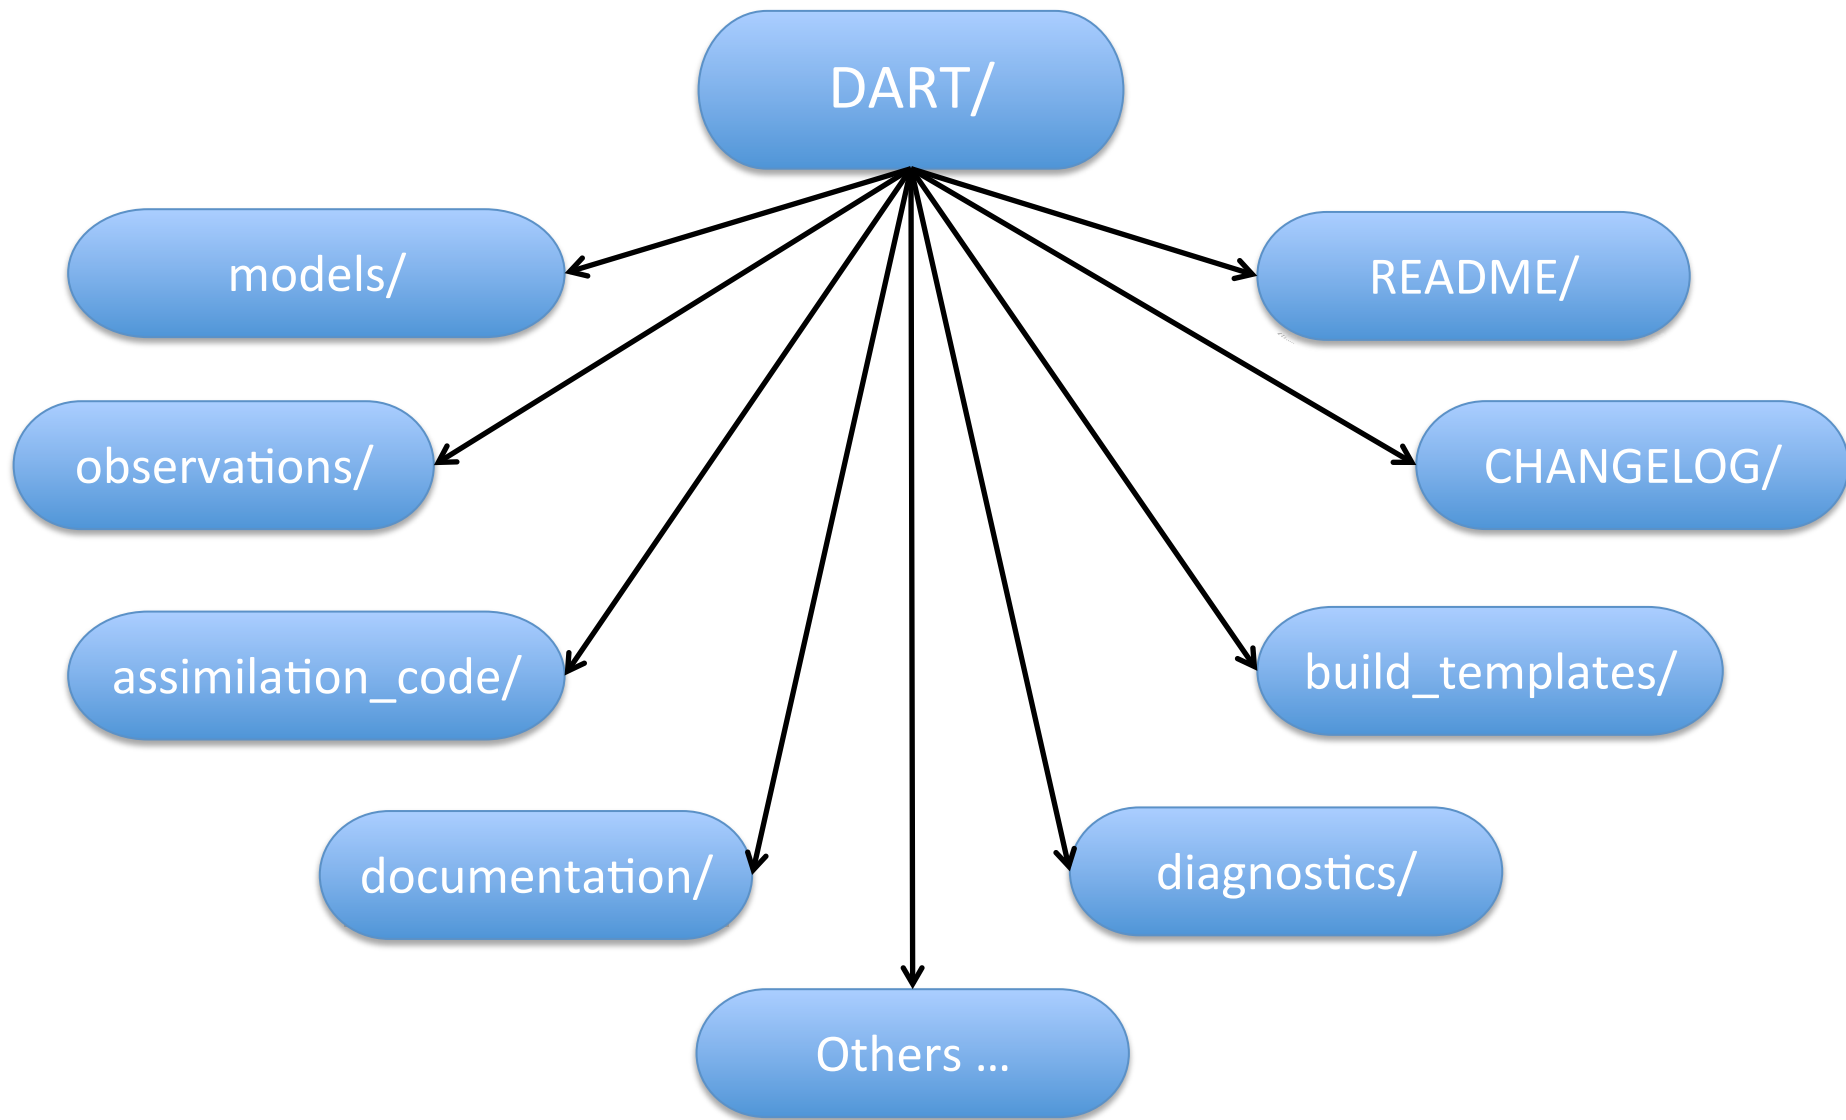 DART/
models/
README/
observations/
CHANGELOG/
assimilation_code/
build_templates/
documentation/
diagnostics/
Others ...